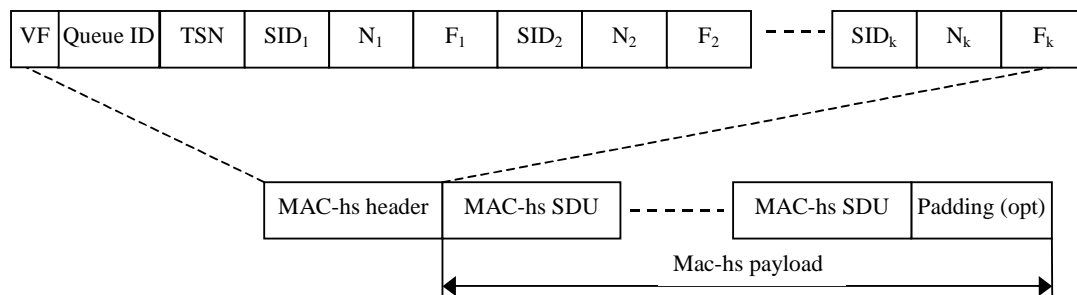 VF Queue ID TSN SID₁ N₁ F₁ SID₂ N₂ F₂ SIDₖ Nₖ Fₖ
MAC-hs header MAC-hs SDU MAC-hs SDU Padding (opt)
Mac-hs payload